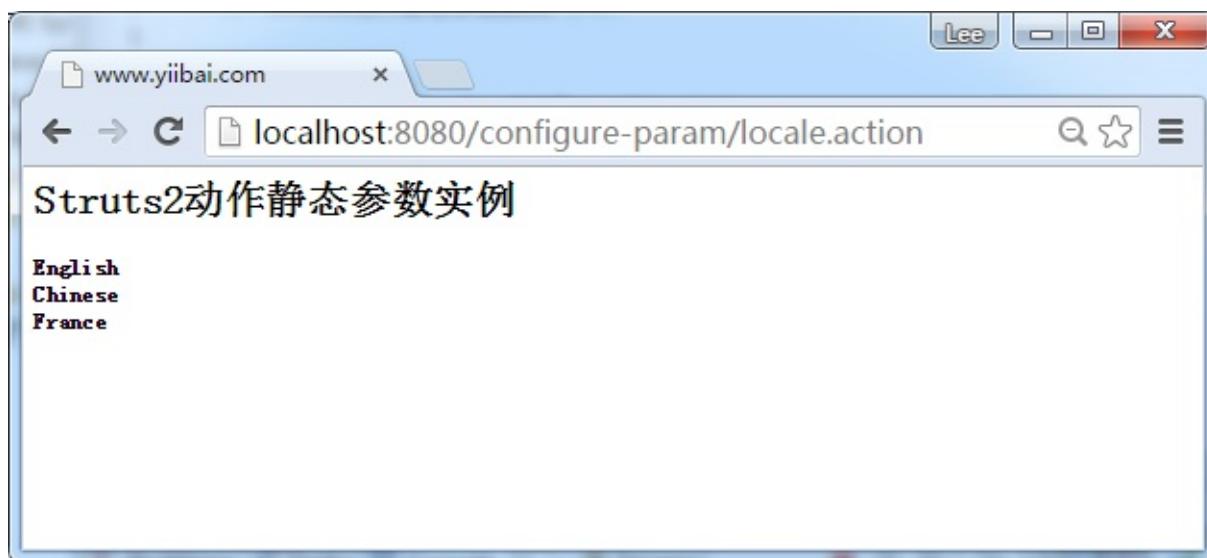 Lee
www.yiibai.com
localhost:8080/configure-param/locale.action
Struts2动作静态参数实例
English
Chinese
France